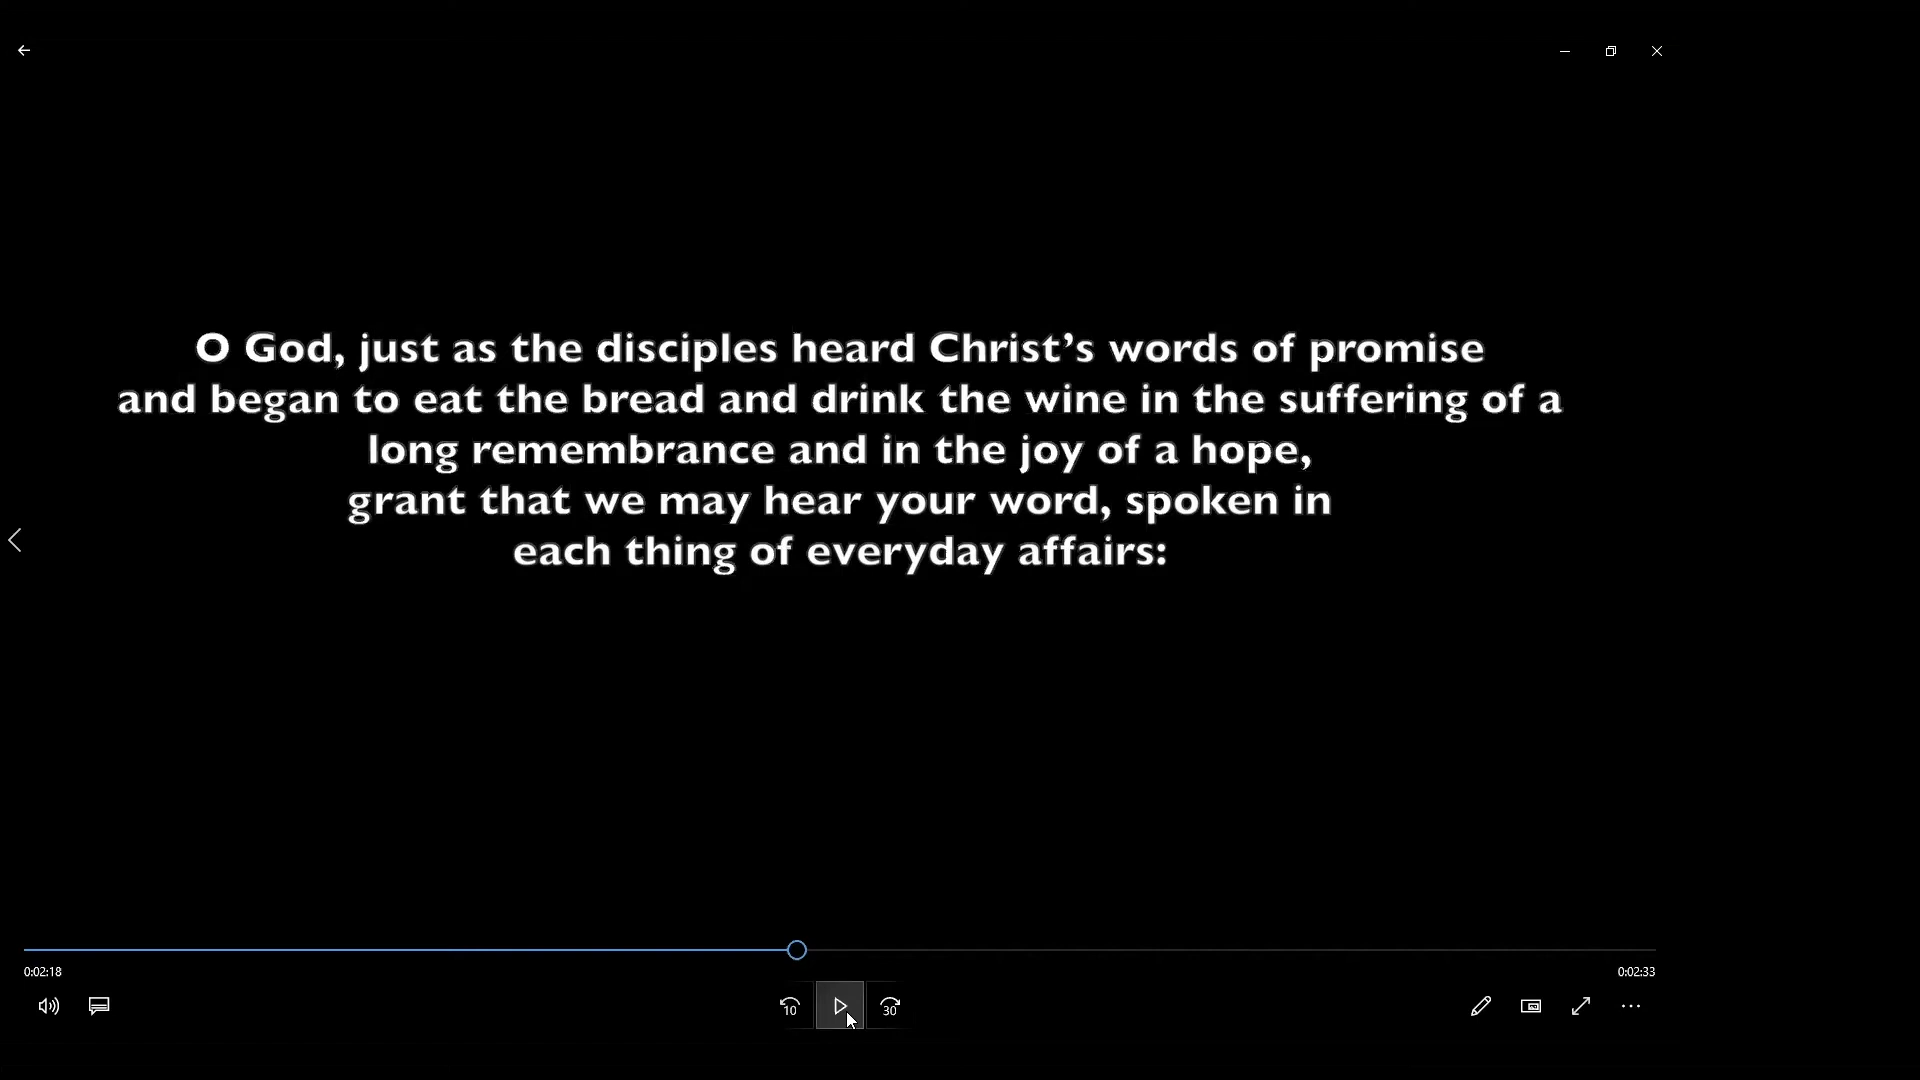 O God, just as the disciples heard Christ’s words of promise
and began to eat the bread and drink the wine in the suffering of a
long remembrance and in the joy of a hope,
grant that we may hear your word, spoken in
each thing of everyday affairs:
0:02:18
0:02:33
10
30